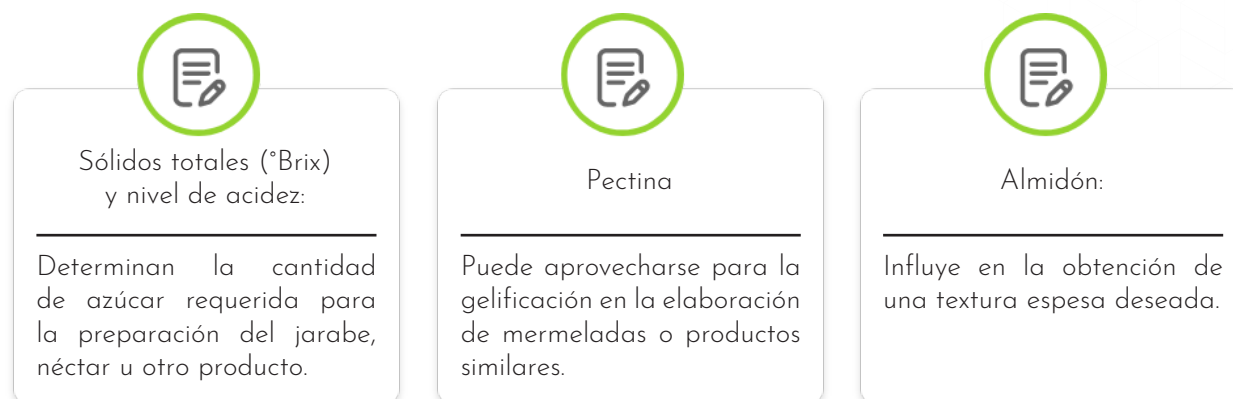 Sólidos totales (°Brix)
y nivel de acidez:
Determinan la cantidad
de azúcar requerida para
la preparación del jarabe,
néctar u otro producto.
Pectina
Puede aprovecharse para la
gelificación en la elaboración
de mermeladas o productos
similares.
Almidón:
Influye en la obtención de
una textura espesa deseada.